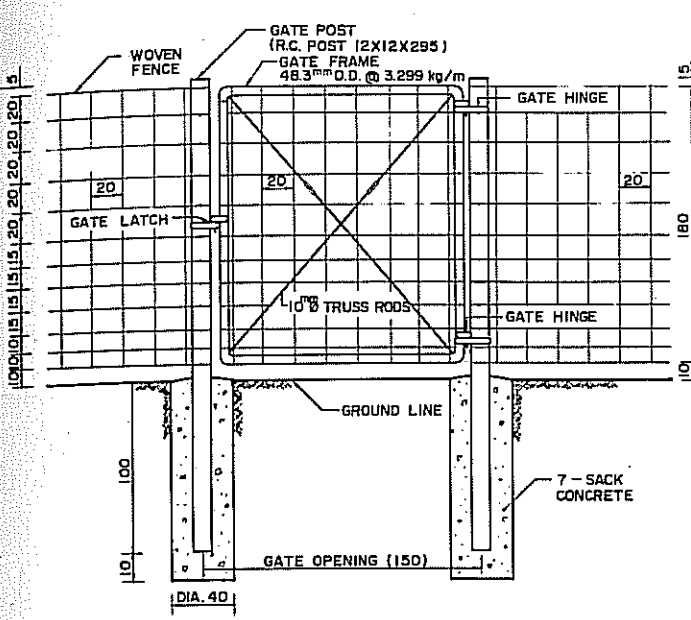 GATE POST
(R.C. POST 12X12X295)
GATE FRAME
48.3mm O.D. @ 3.299 kg/m
WOVEN
FENCE
GATE HINGE
5
20
20
20
20
20
15
15
15
15
10
10
10
5
180
10
20
20
20
GATE LATCH
10mm Ø TRUSS RODS
GATE HINGE
GROUND LINE
7-SACK
CONCRETE
100
10
GATE OPENING (150)
DIA. 40